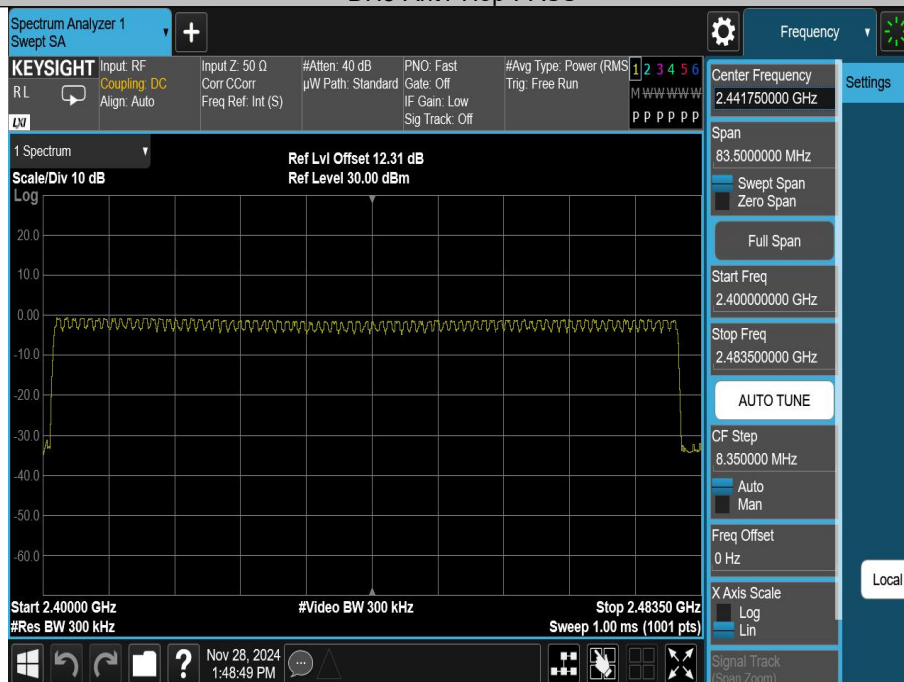 Spectrum Analyzer 1
Swept SA
Frequency
KEYSIGHT
RL
LXI
Input: RF
Coupling: DC
Align: Auto
Input Z: 50 Ω
Corr CCorr
Freq Ref: Int (S)
#Atten: 40 dB
µW Path: Standard
PNO: Fast
Gate: Off
IF Gain: Low
Sig Track: Off
#Avg Type: Power (RMS
Trig: Free Run
1 2 3 4 5 6
M W W W W W
P P P P P P
1 Spectrum
Scale/Div 10 dB
Ref Lvl Offset 12.31 dB
Ref Level 30.00 dBm
Log
20.0
10.0
0.00
-10.0
-20.0
-30.0
-40.0
-50.0
-60.0
Start 2.40000 GHz
#Res BW 300 kHz
#Video BW 300 kHz
Stop 2.48350 GHz
Sweep 1.00 ms (1001 pts)
Nov 28, 2024
1:48:49 PM
Center Frequency
2.441750000 GHz
Span
83.5000000 MHz
Swept Span
Zero Span
Full Span
Start Freq
2.400000000 GHz
Stop Freq
2.483500000 GHz
AUTO TUNE
CF Step
8.350000 MHz
Auto
Man
Freq Offset
0 Hz
X Axis Scale
Log
Lin
Signal Track
(Span Zoom)
Settings
Local